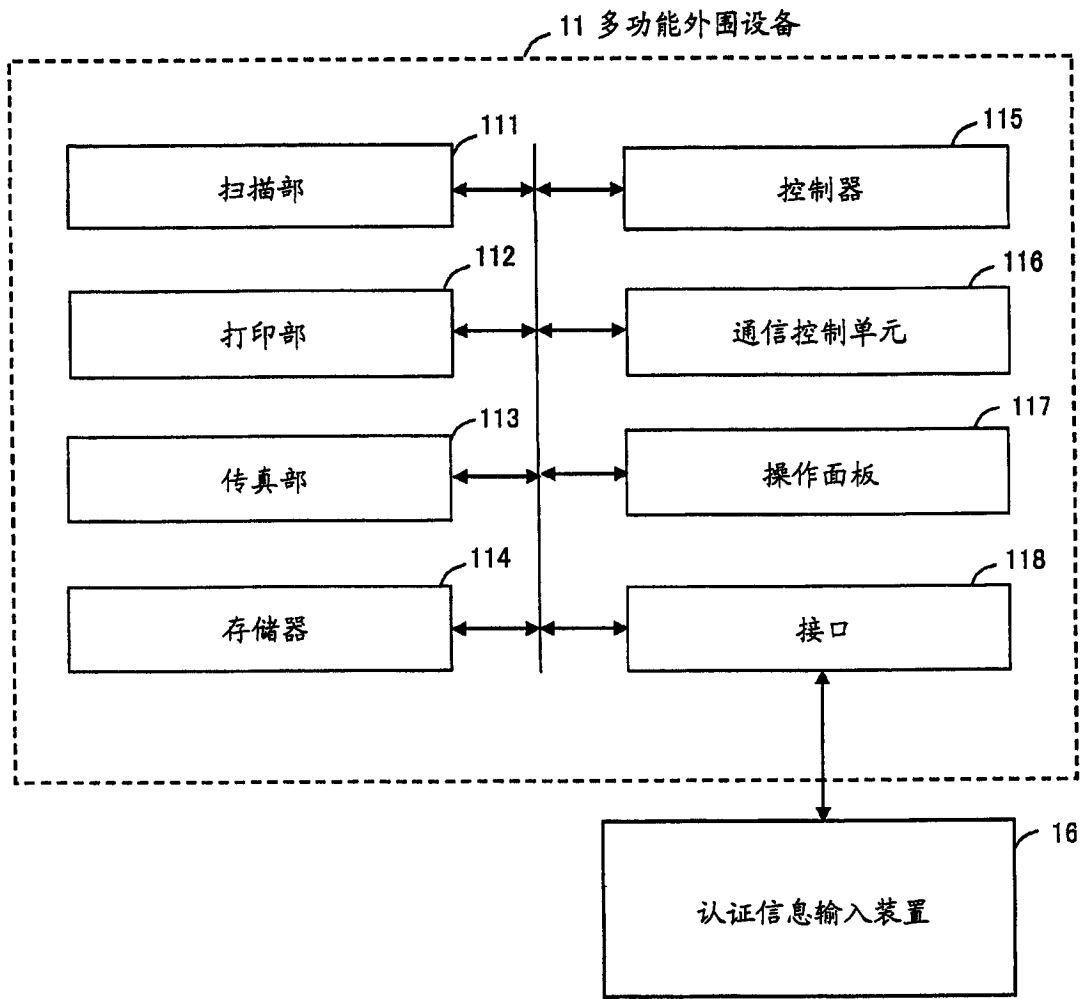 11 多功能外围设备
111
扫描部
115
控制器
112
打印部
116
通信控制单元
113
传真部
117
操作面板
114
存储器
118
接口
16
认证信息输入装置